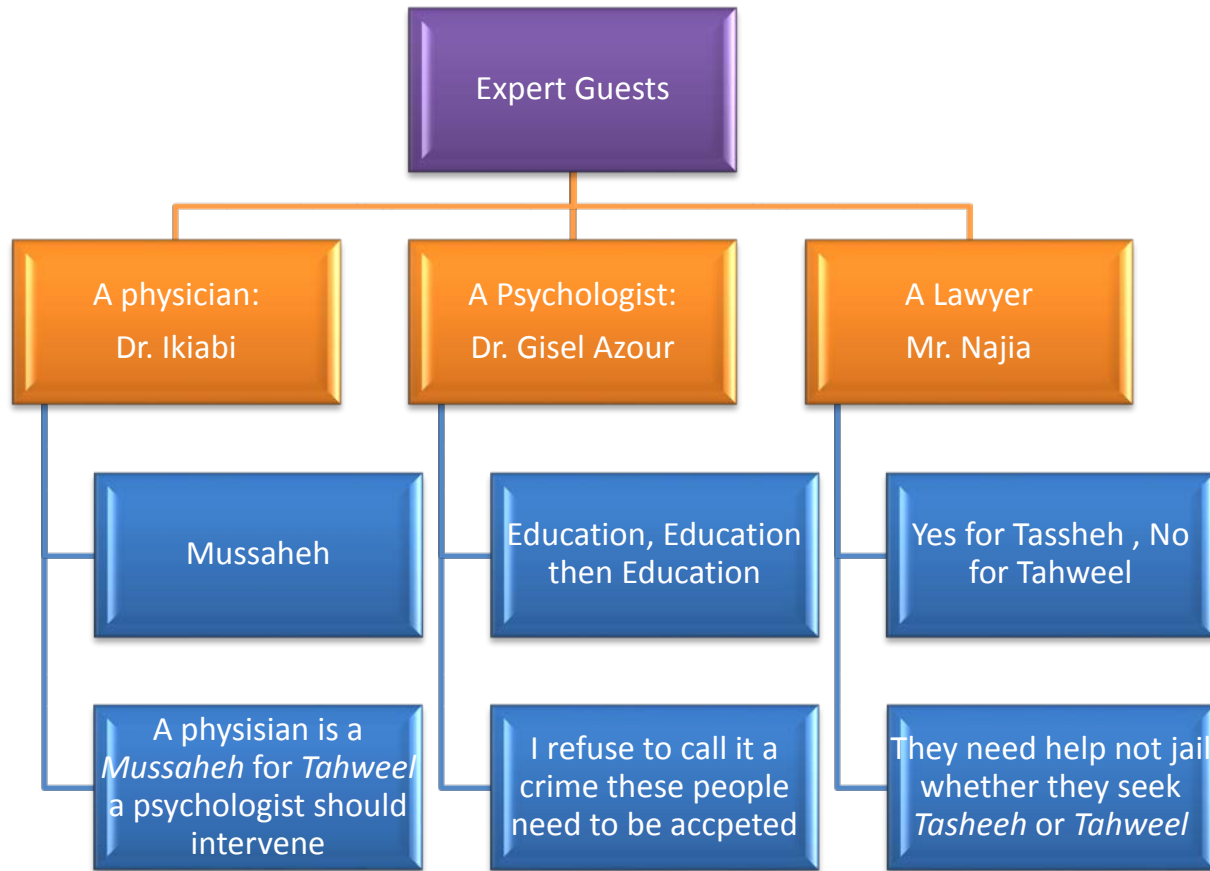 Expert Guests
A physician:
Dr. Ikiabi
A Psychologist:
Dr. Gisel Azour
A Lawyer
Mr. Najia
Mussaheh
Education, Education
then Education
Yes for Tassheh , No
for Tahweel
A physisian is a
Mussaheh for Tahweel
a psychologist should
intervene
I refuse to call it a
crime these people
need to be accpeted
They need help not jail
whether they seek
Tasheeh or Tahweel